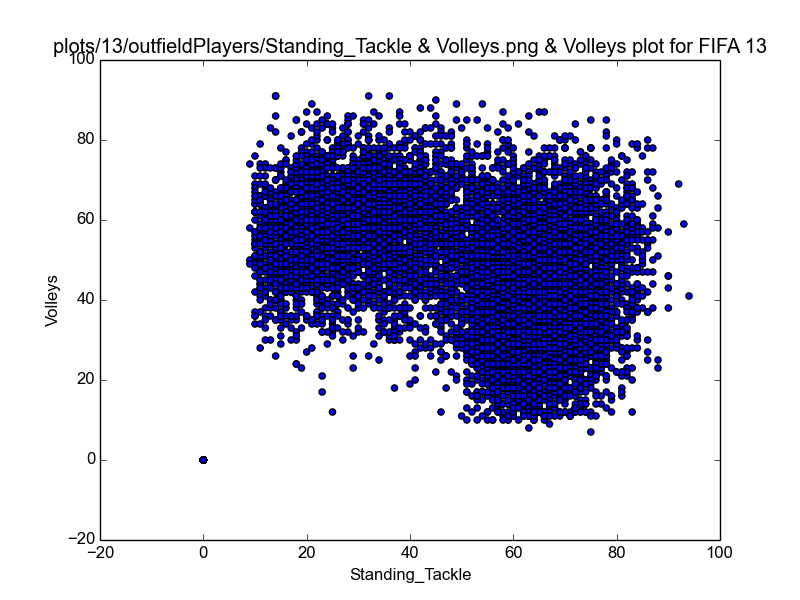 plots/13/outfieldPlayers/Standing_Tackle & Volleys.png & Volleys plot for FIFA 13
100
80
60
40
20
0
−20
Volleys
−20 0 20 40 60 80 100
Standing_Tackle